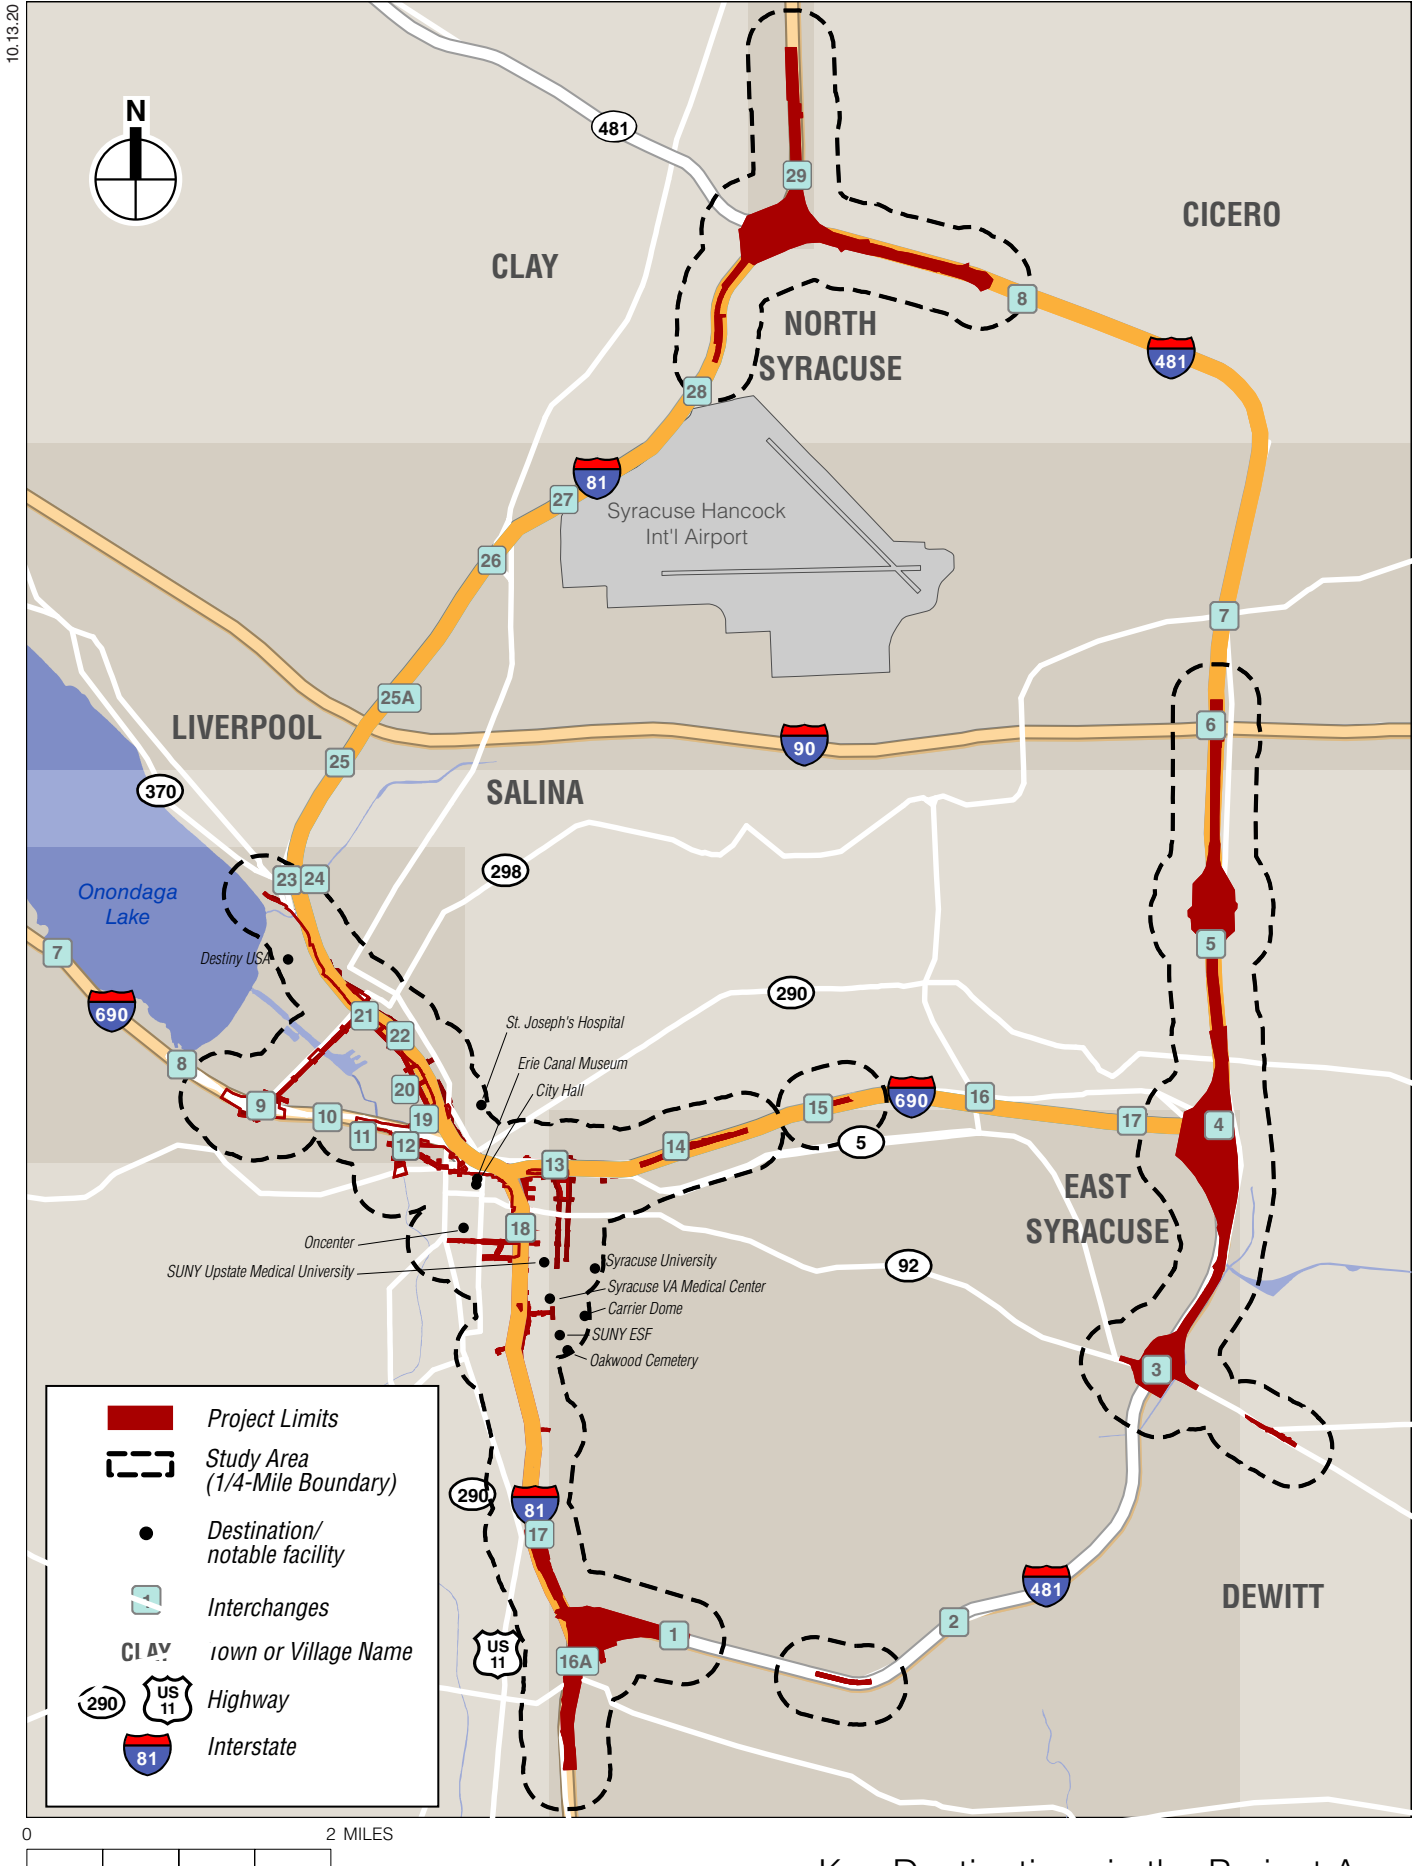 10.13.20
N
481
29
CICERO
CLAY
8
NORTH
SYRACUSE
481
28
81
27
Syracuse Hancock
Int'l Airport
26
7
25A
LIVERPOOL
6
90
25
370
SALINA
298
23
24
Onondaga
Lake
5
7
Destiny USA
690
290
21
22
St. Joseph's Hospital
8
Erie Canal Museum
City Hall
20
690
16
9
10
19
15
17
4
11
12
14
5
13
EAST
SYRACUSE
18
Oncenter
SUNY Upstate Medical University
Syracuse University
92
Syracuse VA Medical Center
Carrier Dome
SUNY ESF
Oakwood Cemetery
3
Project Limits
Study Area
(1/4-Mile Boundary)
290
81
17
Destination/
notable facility
481
DEWITT
1
Interchanges
1
2
US
11
16A
CLAY
Town or Village Name
290
US
11
Highway
81
Interstate
0
2 MILES